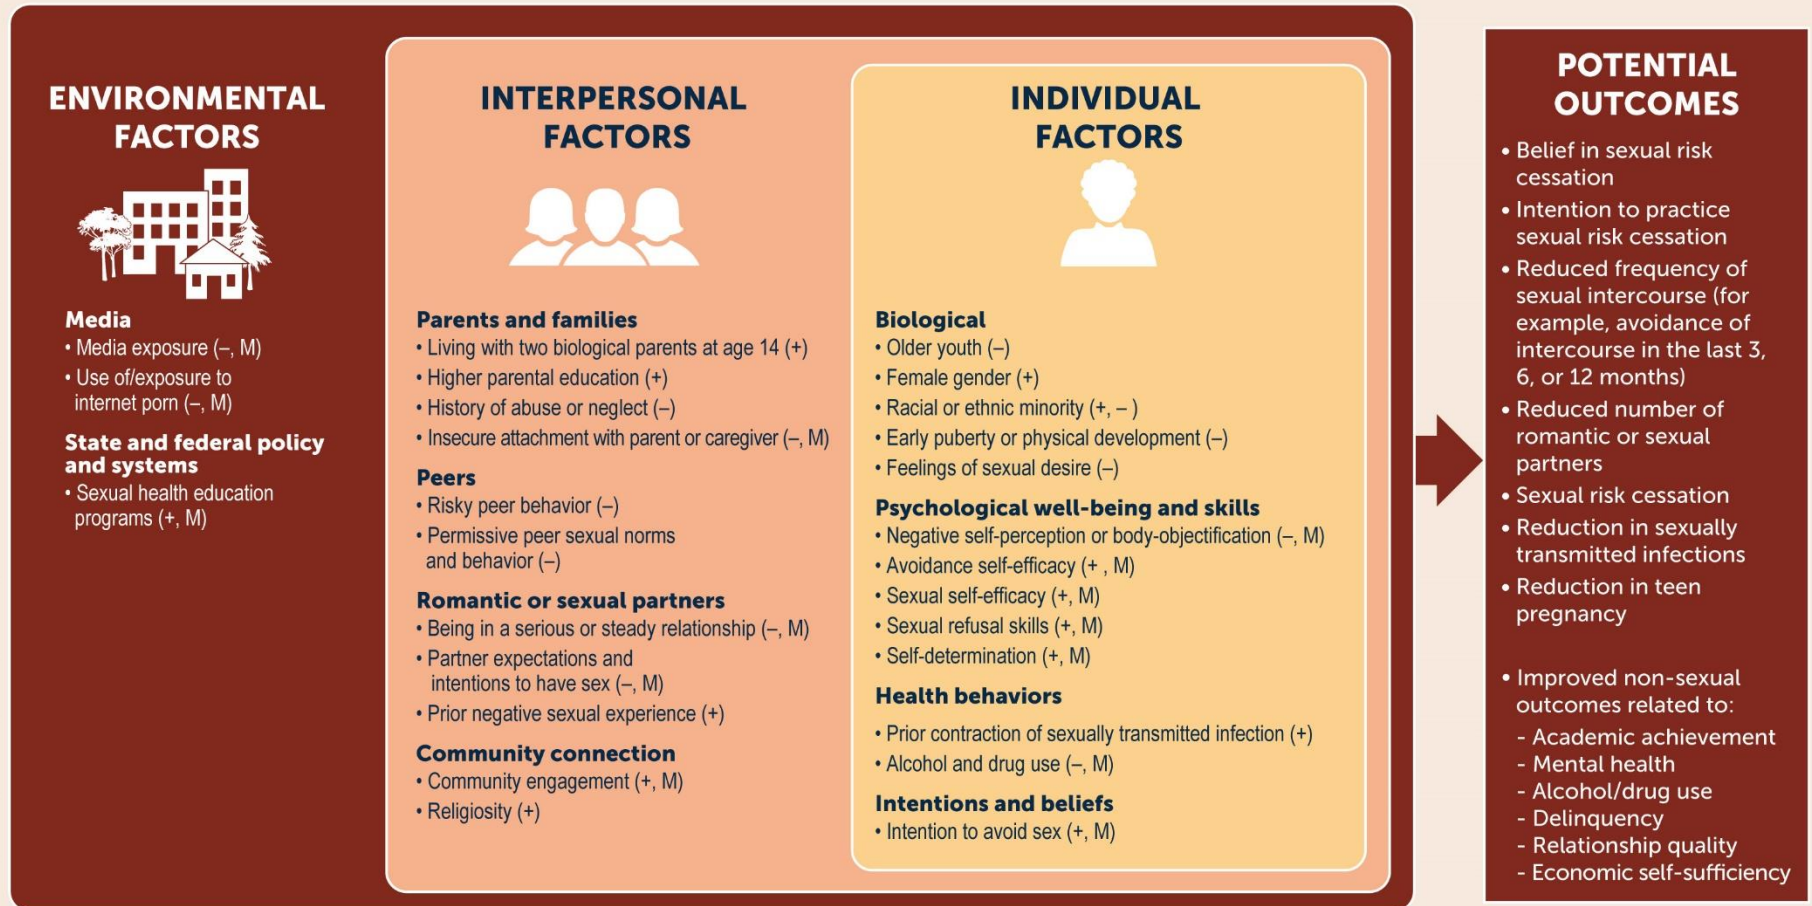 ENVIRONMENTAL
FACTORS
Media
• Media exposure (–, M)
• Use of/exposure to
internet porn (–, M)
State and federal policy
and systems
• Sexual health education
programs (+, M)
INTERPERSONAL
FACTORS
Parents and families
• Living with two biological parents at age 14 (+)
• Higher parental education (+)
• History of abuse or neglect (–)
• Insecure attachment with parent or caregiver (–, M)
Peers
• Risky peer behavior (–)
• Permissive peer sexual norms
and behavior (–)
Romantic or sexual partners
• Being in a serious or steady relationship (–, M)
• Partner expectations and
intentions to have sex (–, M)
• Prior negative sexual experience (+)
Community connection
• Community engagement (+, M)
• Religiosity (+)
INDIVIDUAL
FACTORS
Biological
• Older youth (–)
• Female gender (+)
• Racial or ethnic minority (+, – )
• Early puberty or physical development (–)
• Feelings of sexual desire (–)
Psychological well-being and skills
• Negative self-perception or body-objectification (–, M)
• Avoidance self-efficacy (+ , M)
• Sexual self-efficacy (+, M)
• Sexual refusal skills (+, M)
• Self-determination (+, M)
Health behaviors
• Prior contraction of sexually transmitted infection (+)
• Alcohol and drug use (–, M)
Intentions and beliefs
• Intention to avoid sex (+, M)
POTENTIAL
OUTCOMES
• Belief in sexual risk
cessation
• Intention to practice
sexual risk cessation
• Reduced frequency of
sexual intercourse (for
example, avoidance of
intercourse in the last 3,
6, or 12 months)
• Reduced number of
romantic or sexual
partners
• Sexual risk cessation
• Reduction in sexually
transmitted infections
• Reduction in teen
pregnancy
• Improved non-sexual
outcomes related to:
- Academic achievement
- Mental health
- Alcohol/drug use
- Delinquency
- Relationship quality
- Economic self-sufficiency